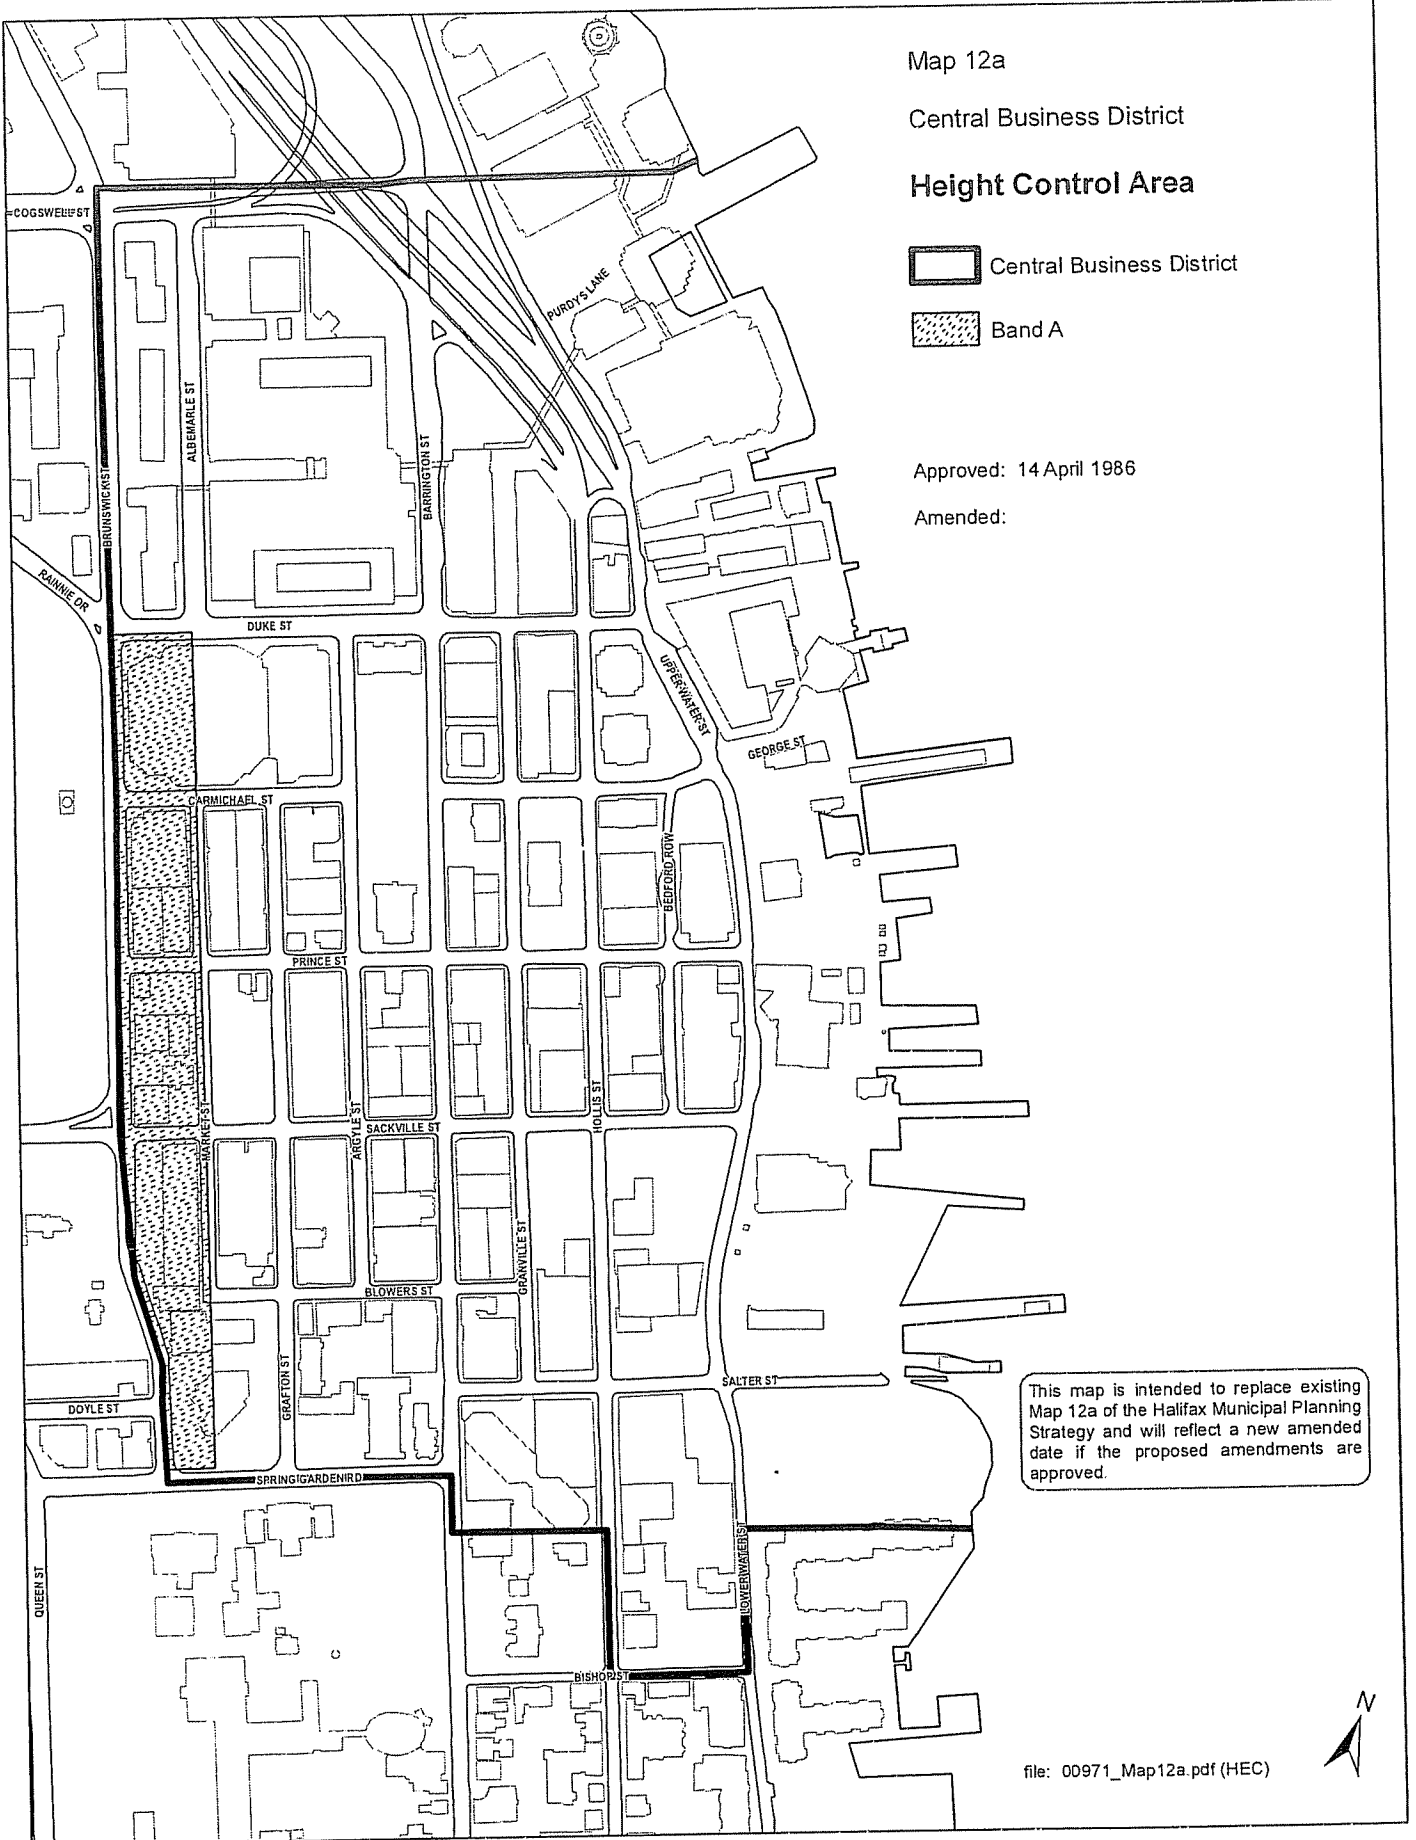 Map 12a
Central Business District
Height Control Area
Central Business District
Band A
Approved: 14 April 1986
Amended:
COGSWELL ST
PURDY'S LANE
ALBEMARLE ST
BARRINGTON ST
BRUNSWICK ST
RAINNIE DR
DUKE ST
UPPER WATER ST
GEORGE ST
CARMICHAEL ST
BEDFORD ROW
PRINCE ST
HOLLIS ST
MARKET ST
ARGYLE ST
SACKVILLE ST
GRANVILLE ST
BLOWERS ST
GRAFTON ST
SALTER ST
DOYLE ST
This map is intended to replace existing
Map 12a of the Halifax Municipal Planning
Strategy and will reflect a new amended
date if the proposed amendments are
approved.
SPRING GARDEN RD
LOWER WATER ST
QUEEN ST
BISHOP ST
N
file: 00971_Map12a.pdf (HEC)